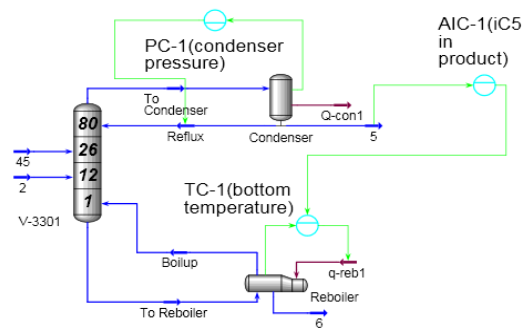 AIC-1(iC5
in
product)
PC-1(condenser
pressure)
To
Condenser
Q-con1
80
Reflux
Condenser
5
26
45
12
TC-1(bottom
temperature)
2
1
V-3301
Boilup
q-reb1
To Reboiler
Reboiler
6